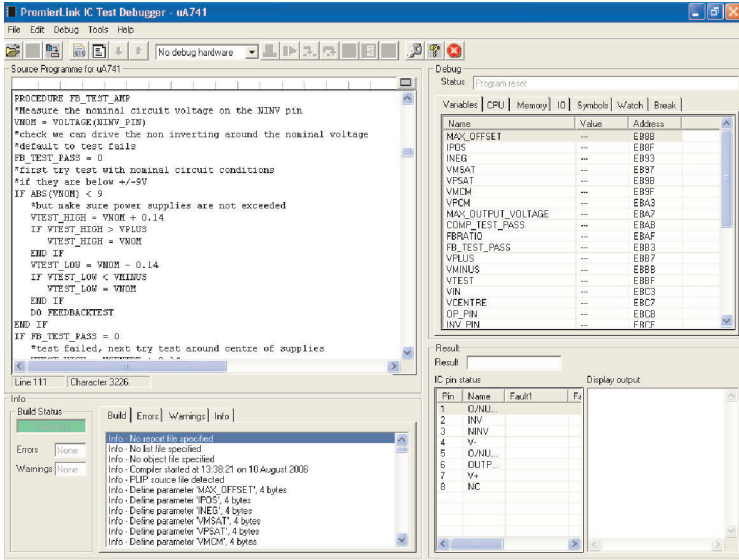 PremierLink IC Test Debugger - uA741
File Edit Debug Tools Help
No debug hardware
Source Programme for uA741
PROCEDURE FB_TEST_AMP
*Measure the nominal circuit voltage on the NINV pin
VNOM = VOLTAGE(NINV_PIN)
*check we can drive the non inverting around the nominal voltage
*default to test fails
FB_TEST_PASS = 0
*first try test with nominal circuit conditions
*if they are below +/-9V
IF ABS(VNOM) < 9
*but make sure power supplies are not exceeded
VTEST_HIGH = VNOM + 0.14
IF VTEST_HIGH > VPLUS
VTEST_HIGH = VNOM
END IF
VTEST_LOW = VNOM - 0.14
IF VTEST_LOW < VMINUS
VTEST_LOW = VNOM
END IF
DO FEEDBACKTEST
END IF
IF FB_TEST_PASS = 0
*test failed, next try test around centre of supplies
Line 111 Character 3226
Info
Build Status
Errors None
Warnings None
Build Errors Warnings Info
Info - No report file specified
Info - No list file specified
Info - No object file specified
Info - Compiler started at 13:38:21 on 10 August 2006
Info - PLIP source file detected
Info - Define parameter 'MAX_OFFSET', 4 bytes
Info - Define parameter 'IPOS', 4 bytes
Info - Define parameter 'INEG', 4 bytes
Info - Define parameter 'VMSAT', 4 bytes
Info - Define parameter 'VPSAT', 4 bytes
Info - Define parameter 'VMCM', 4 bytes
Debug
Status Program reset
Variables CPU Memory IO Symbols Watch Break
Name Value Address
MAX_OFFSET --- EB8B
IPOS --- EB8F
INEG --- EB93
VMSAT --- EB97
VPSAT --- EB9B
VMCM --- EB9F
VPCM --- EBA3
MAX_OUTPUT_VOLTAGE --- EBA7
COMP_TEST_PASS --- EBAB
FBRATIO --- EBAF
FB_TEST_PASS --- EBB3
VPLUS --- EBB7
VMINUS --- EBBB
VTEST --- EBBF
VIN --- EBC3
VCENTRE --- EBC7
OP_PIN --- EBCB
INV_PIN --- EBCF
Result
Result
IC pin status
Pin Name Fault1 Fa
1 O/NU...
2 INV
3 NINV
4 V-
5 O/NU...
6 OUTP...
7 V+
8 NC
Display output